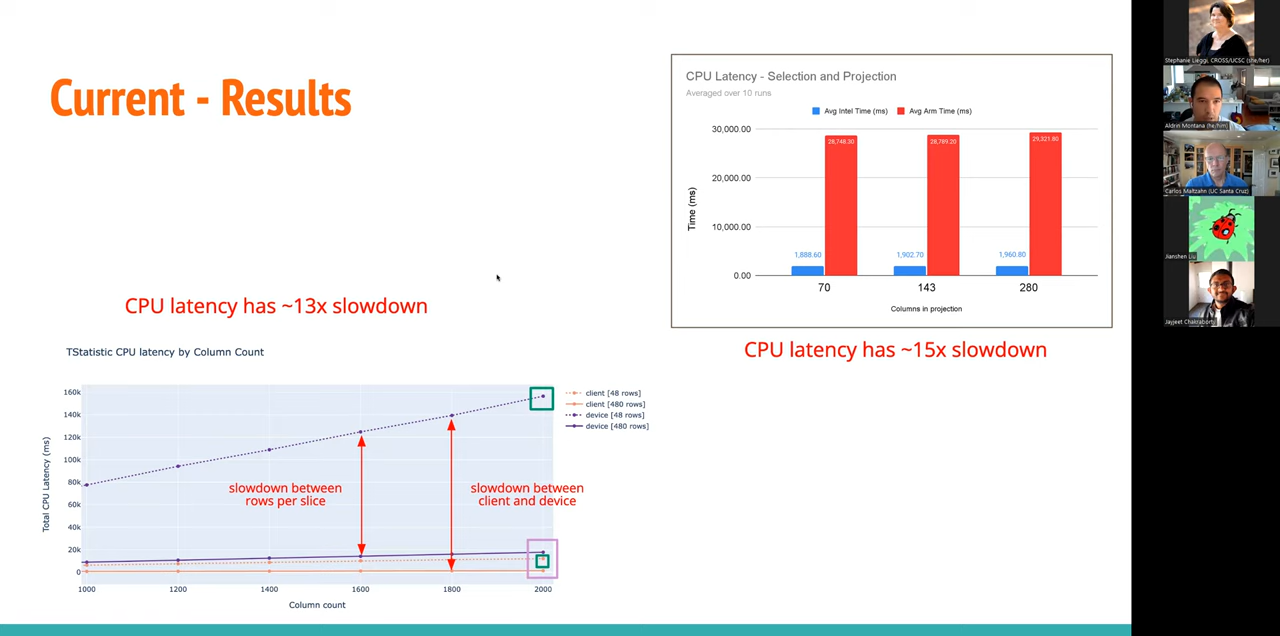 Current - Results
CPU latency has ~13x slowdown
TStatistic CPU latency by Column Count
Total CPU Latency (ms)
160k
140k
120k
100k
80k
60k
40k
20k
0
1000
1200
1400
1600
1800
2000
Column count
client [48 rows]
client [480 rows]
device [48 rows]
device [480 rows]
slowdown between
rows per slice
slowdown between
client and device
CPU Latency - Selection and Projection
Averaged over 10 runs
Avg Intel Time (ms)
Avg Arm Time (ms)
Time (ms)
30,000.00
20,000.00
10,000.00
0.00
1,888.60
28,748.30
1,902.70
28,789.20
1,960.80
29,321.80
70
143
280
Columns in projection
CPU latency has ~15x slowdown
Stephanie Lieggi, CROSS/UCSC (she/her)
Aldrin Montana (he/him)
Carlos Maltzahn (UC Santa Cruz)
Jianshen Liu
Jayjeet Chakraborty